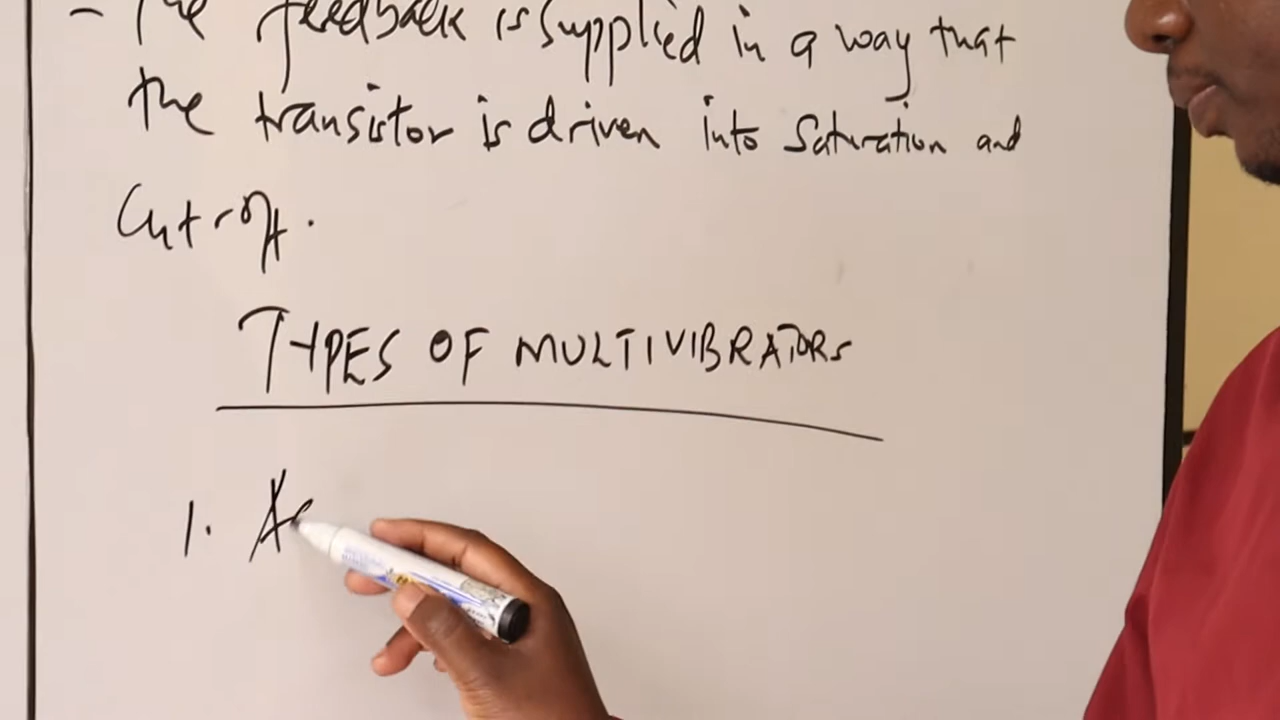 - The feedback is supplied in a way that
the transistor is driven into saturation and
Cut-off.
TYPES OF MULTIVIBRATORS
1. As